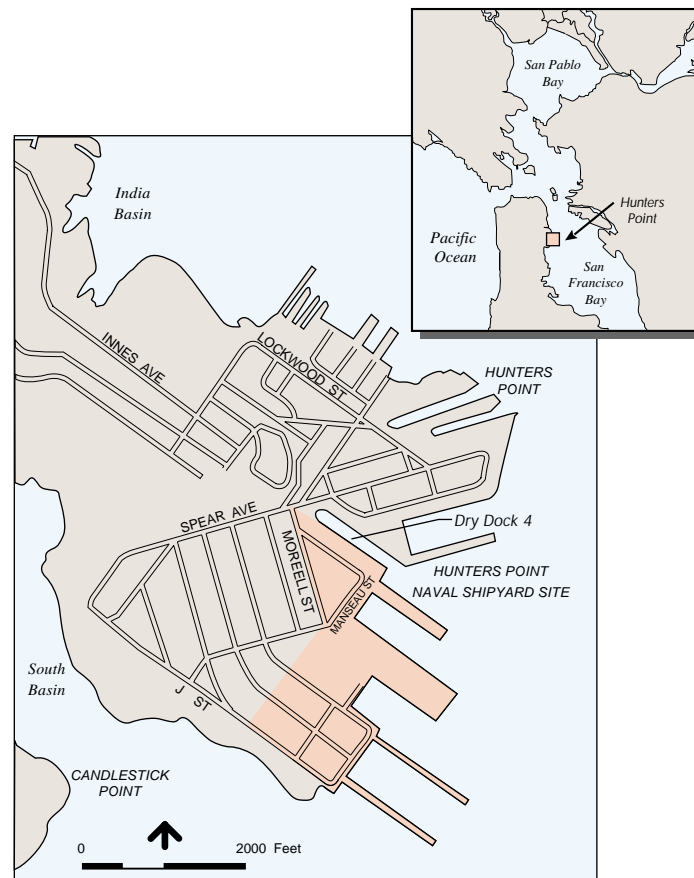 San Pablo
Bay
Hunters
Point
Pacific
Ocean
San
Francisco
Bay
India
Basin
INNES AVE
LOCKWOOD ST
HUNTERS
POINT
SPEAR AVE
Dry Dock 4
MOREELL ST
HUNTERS POINT
NAVAL SHIPYARD SITE
MANSEAU ST
South
Basin
J ST
CANDLESTICK
POINT
0 2000 Feet